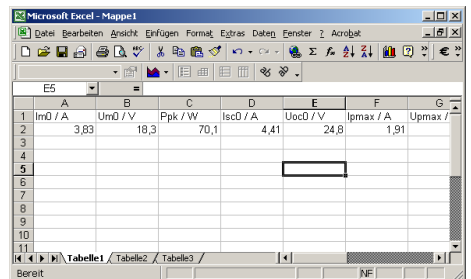 Microsoft Excel - Mappe1
Datei Bearbeiten Ansicht Einfügen Format Extras Daten Fenster ? Acrobat
E5 =
A B C D E F G
1 Im0 / A Um0 / V Ppk / W Isc0 / A Uoc0 / V Ipmax / A Upmax /
2 3,83 18,3 70,1 4,41 24,8 1,91
3
4
5
6
7
8
9
10
11
Tabelle1 Tabelle2 Tabelle3
Bereit NF